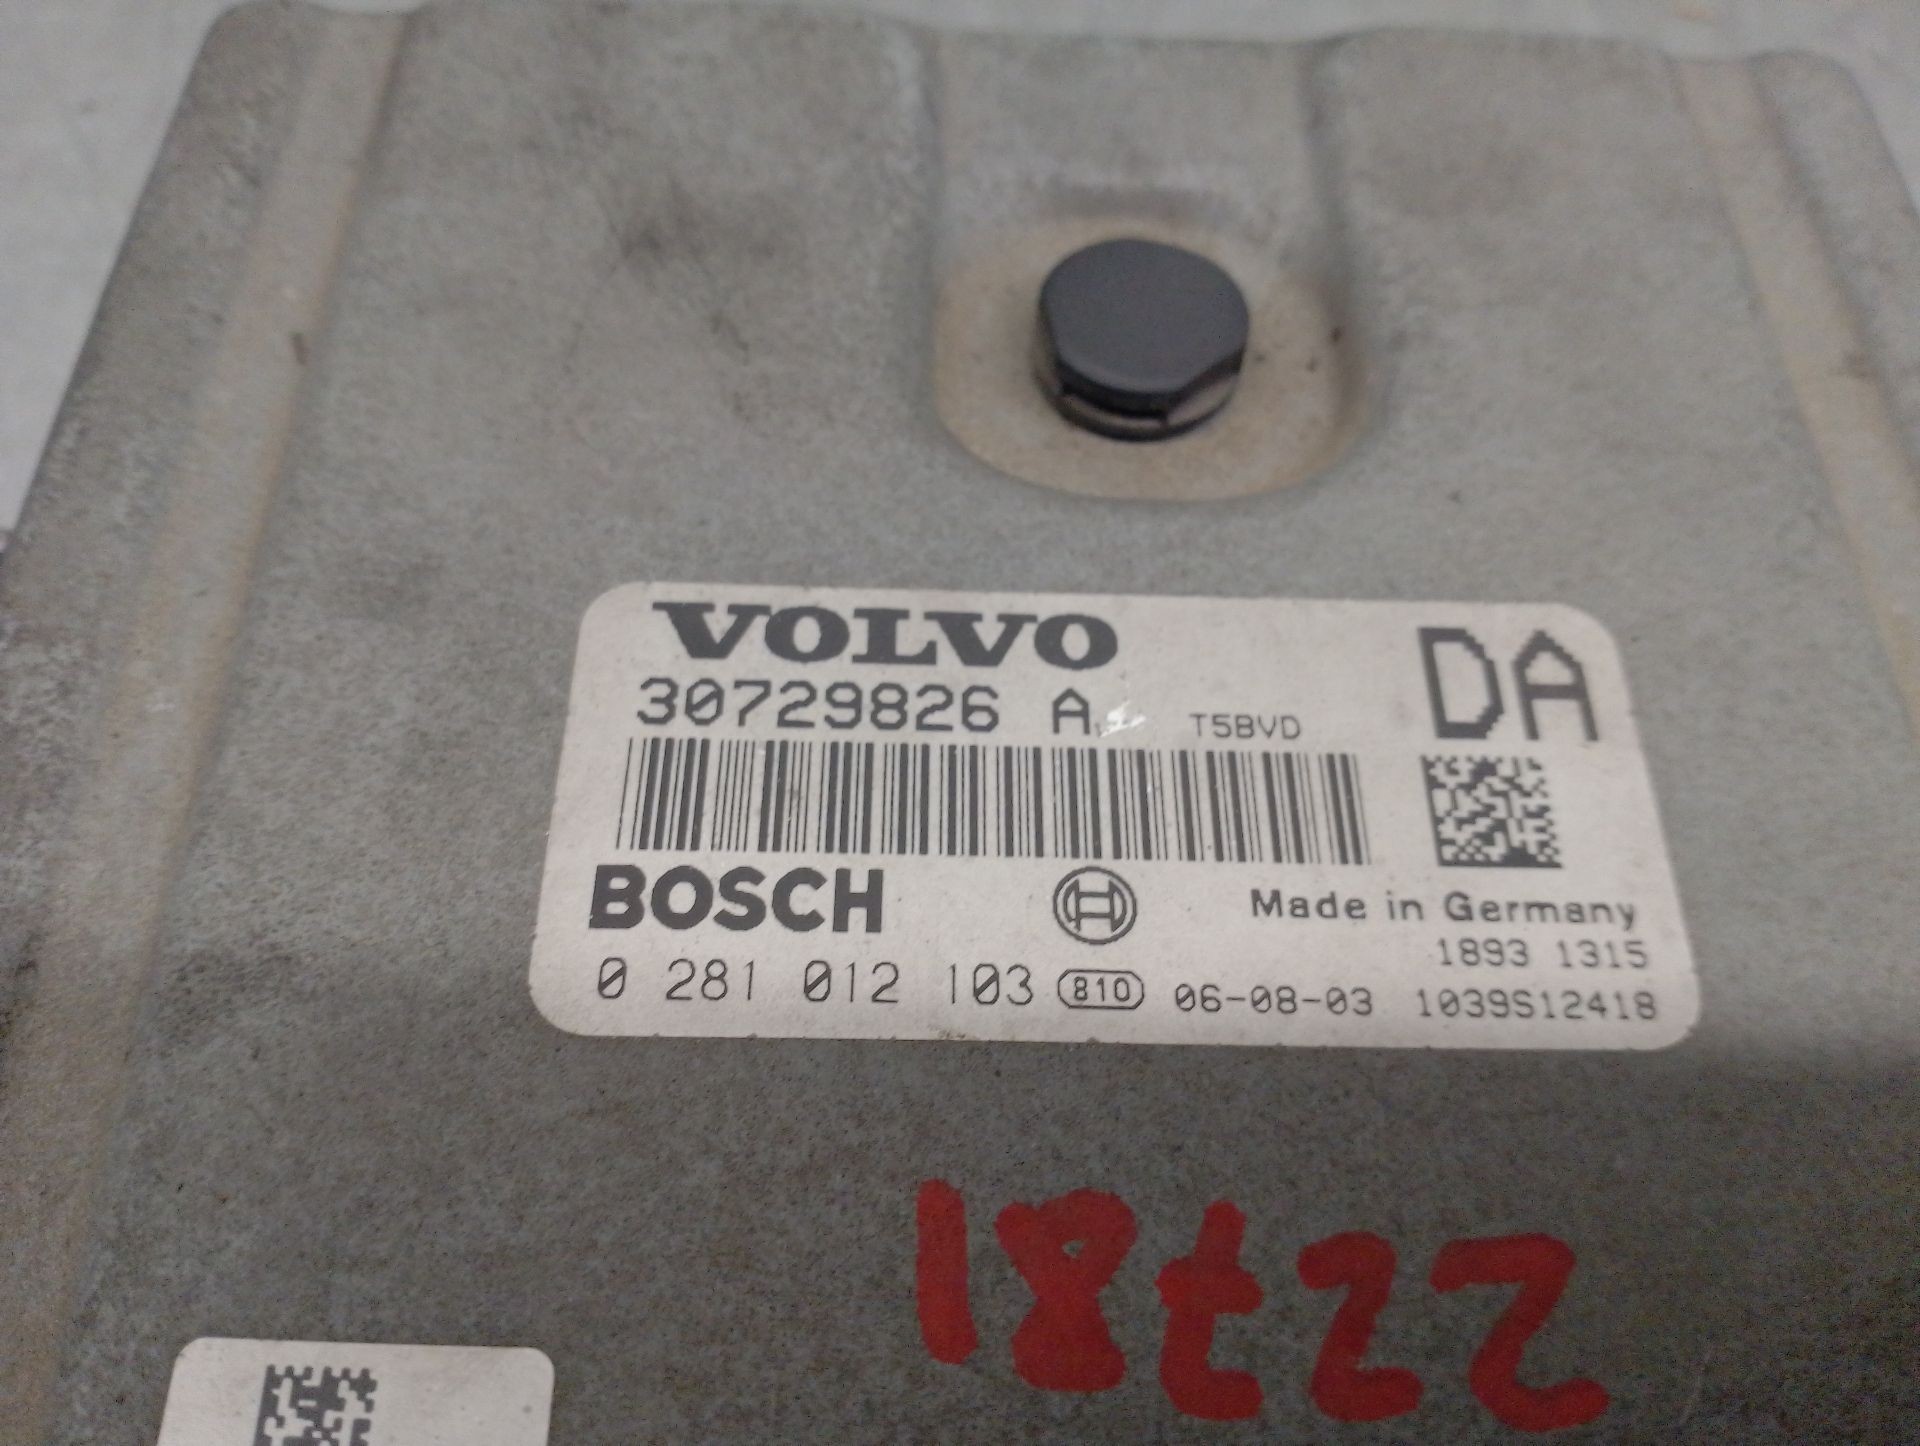 VOLVO
30729826 A T5BVD DA
BOSCH Made in Germany
1893 1315
0 281 012 103 810 06-08-03 1039S12418
18t22